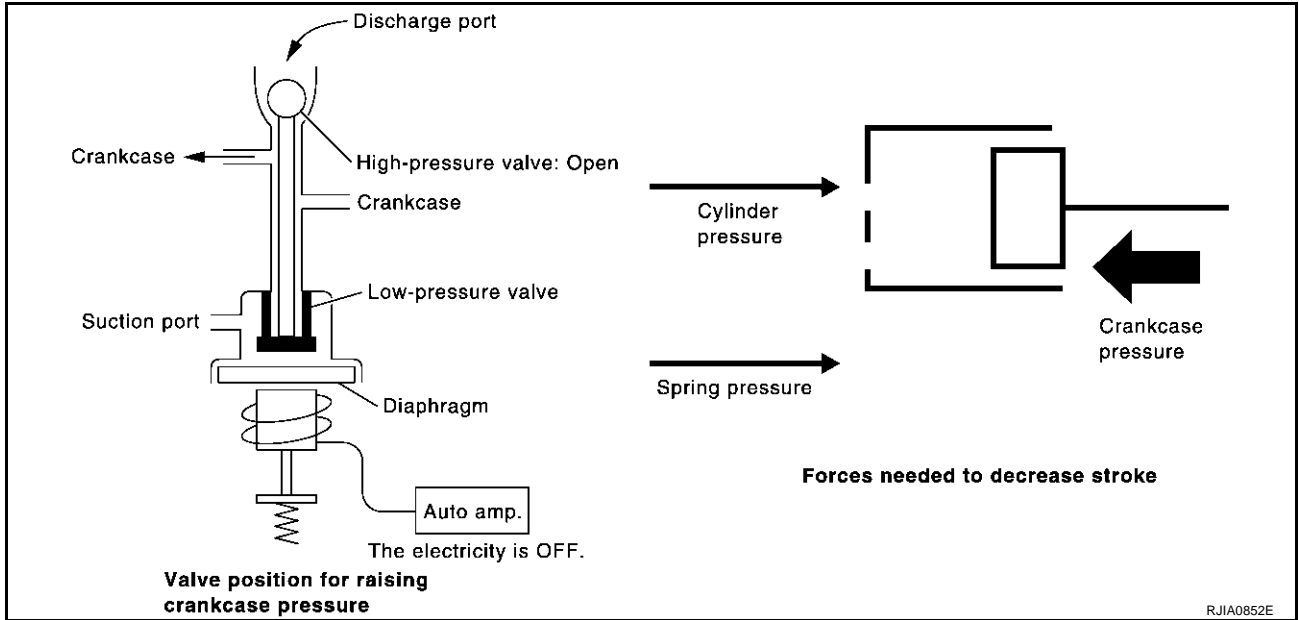 Discharge port
Crankcase
High-pressure valve: Open
Crankcase
Low-pressure valve
Suction port
Diaphragm
Auto amp.
The electricity is OFF.
Valve position for raising
crankcase pressure
Cylinder
pressure
Spring pressure
Crankcase
pressure
Forces needed to decrease stroke
RJIA0852E